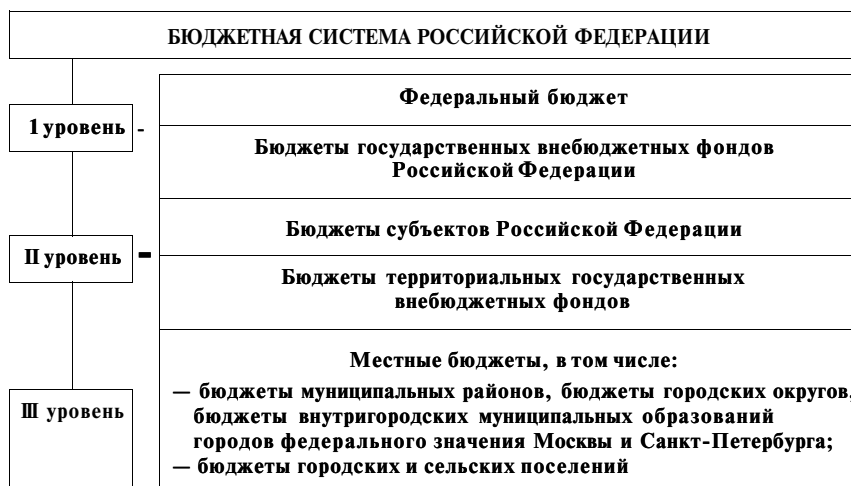 БЮДЖЕТНАЯ СИСТЕМА РОССИЙСКОЙ ФЕДЕРАЦИИ
1 уровень -
Федеральный бюджет
Бюджеты государственных внебюджетных фондов
Российской Федерации
II уровень -
Бюджеты субъектов Российской Федерации
Бюджеты территориальных государственных
внебюджетных фондов
III уровень
Местные бюджеты, в том числе:
— бюджеты муниципальных районов, бюджеты городских округов,
бюджеты внутригородских муниципальных образований
городов федерального значения Москвы и Санкт-Петербурга;
— бюджеты городских и сельских поселений